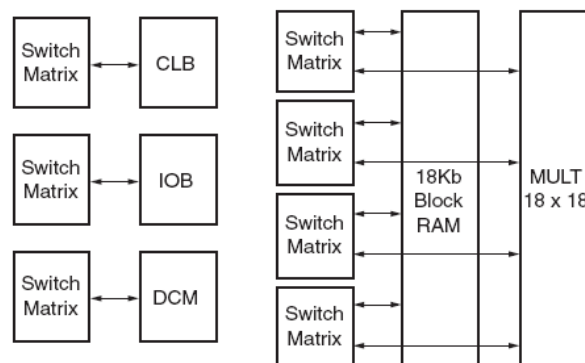 Switch
Matrix
CLB
Switch
Matrix
IOB
Switch
Matrix
DCM
Switch
Matrix
Switch
Matrix
Switch
Matrix
Switch
Matrix
18Kb
Block
RAM
MULT
18 x 18